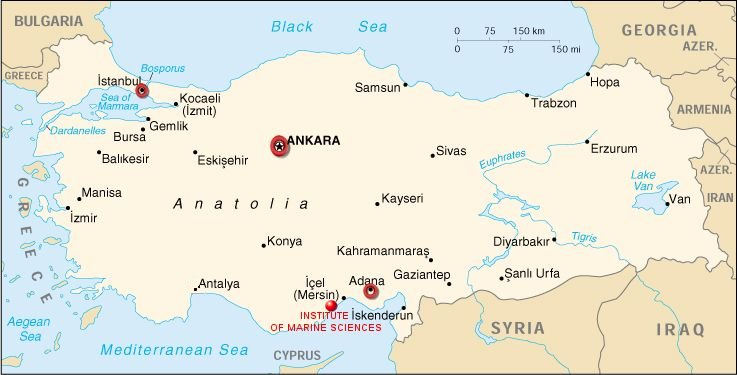 BULGARIA
Black Sea
0 75 150 km
0 75 150 mi
GEORGIA
AZER.
GREECE
Bosporus
İstanbul
Sea of
Marmara
Kocaeli
(İzmit)
Gemlik
Dardanelles
Bursa
Balıkesir
Eskişehir
ANKARA
Samsun
Trabzon
Hopa
ARMENIA
Sivas
Euphrates
Erzurum
AZER.
IRAN
Lake
Van
Van
GREECE
Manisa
İzmir
Anatolia
Kayseri
Konya
Kahramanmaraş
Diyarbakır
Tigris
Antalya
İçel
(Mersin)
Adana
Gaziantep
Şanlı Urfa
INSTITUTE
OF MARINE SCIENCES
İskenderun
Aegean
Sea
Mediterranean Sea
CYPRUS
SYRIA
IRAQ